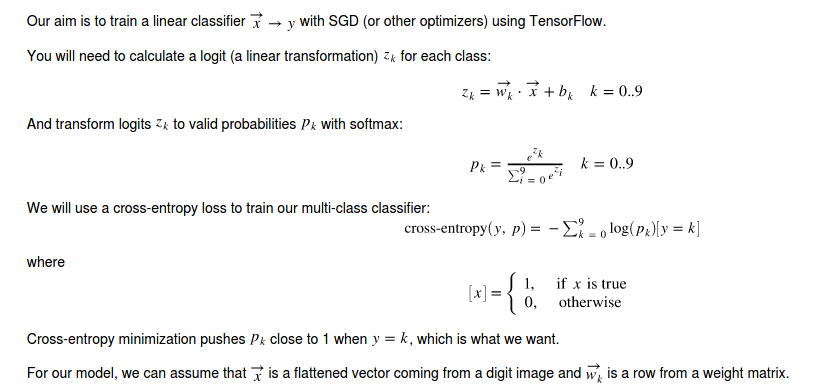 Our aim is to train a linear classifier $\vec{x} \rightarrow y$ with SGD (or other optimizers) using TensorFlow.
You will need to calculate a logit (a linear transformation) $z_k$ for each class:
$z_k = \vec{w_k} \cdot \vec{x} + b_k \quad k = 0..9$
And transform logits $z_k$ to valid probabilities $p_k$ with softmax:
$p_k = \frac{e^{z_k}}{\sum_{i=0}^{9} e^{z_i}} \quad k = 0..9$
We will use a cross-entropy loss to train our multi-class classifier:
$\text{cross-entropy}(y, p) = -\sum_{k=0}^{9} \log(p_k)[y = k]$
where
$[x] = \begin{cases} 1, & \text{if } x \text{ is true} \\ 0, & \text{otherwise} \end{cases}$
Cross-entropy minimization pushes $p_k$ close to 1 when $y = k$, which is what we want.
For our model, we can assume that $\vec{x}$ is a flattened vector coming from a digit image and $\vec{w_k}$ is a row from a weight matrix.